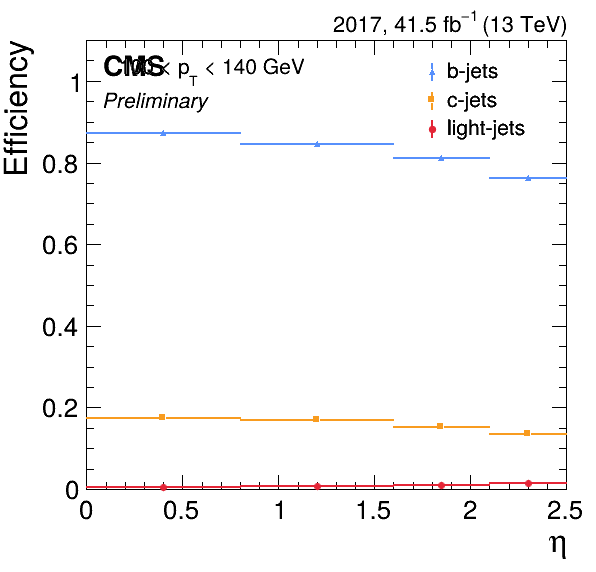 2017, 41.5 fb⁻¹ (13 TeV)
CMS
< p_T < 140 GeV
Preliminary
b-jets
c-jets
light-jets
Efficiency
1
0.8
0.6
0.4
0.2
0
0 0.5 1 1.5 2 2.5
η